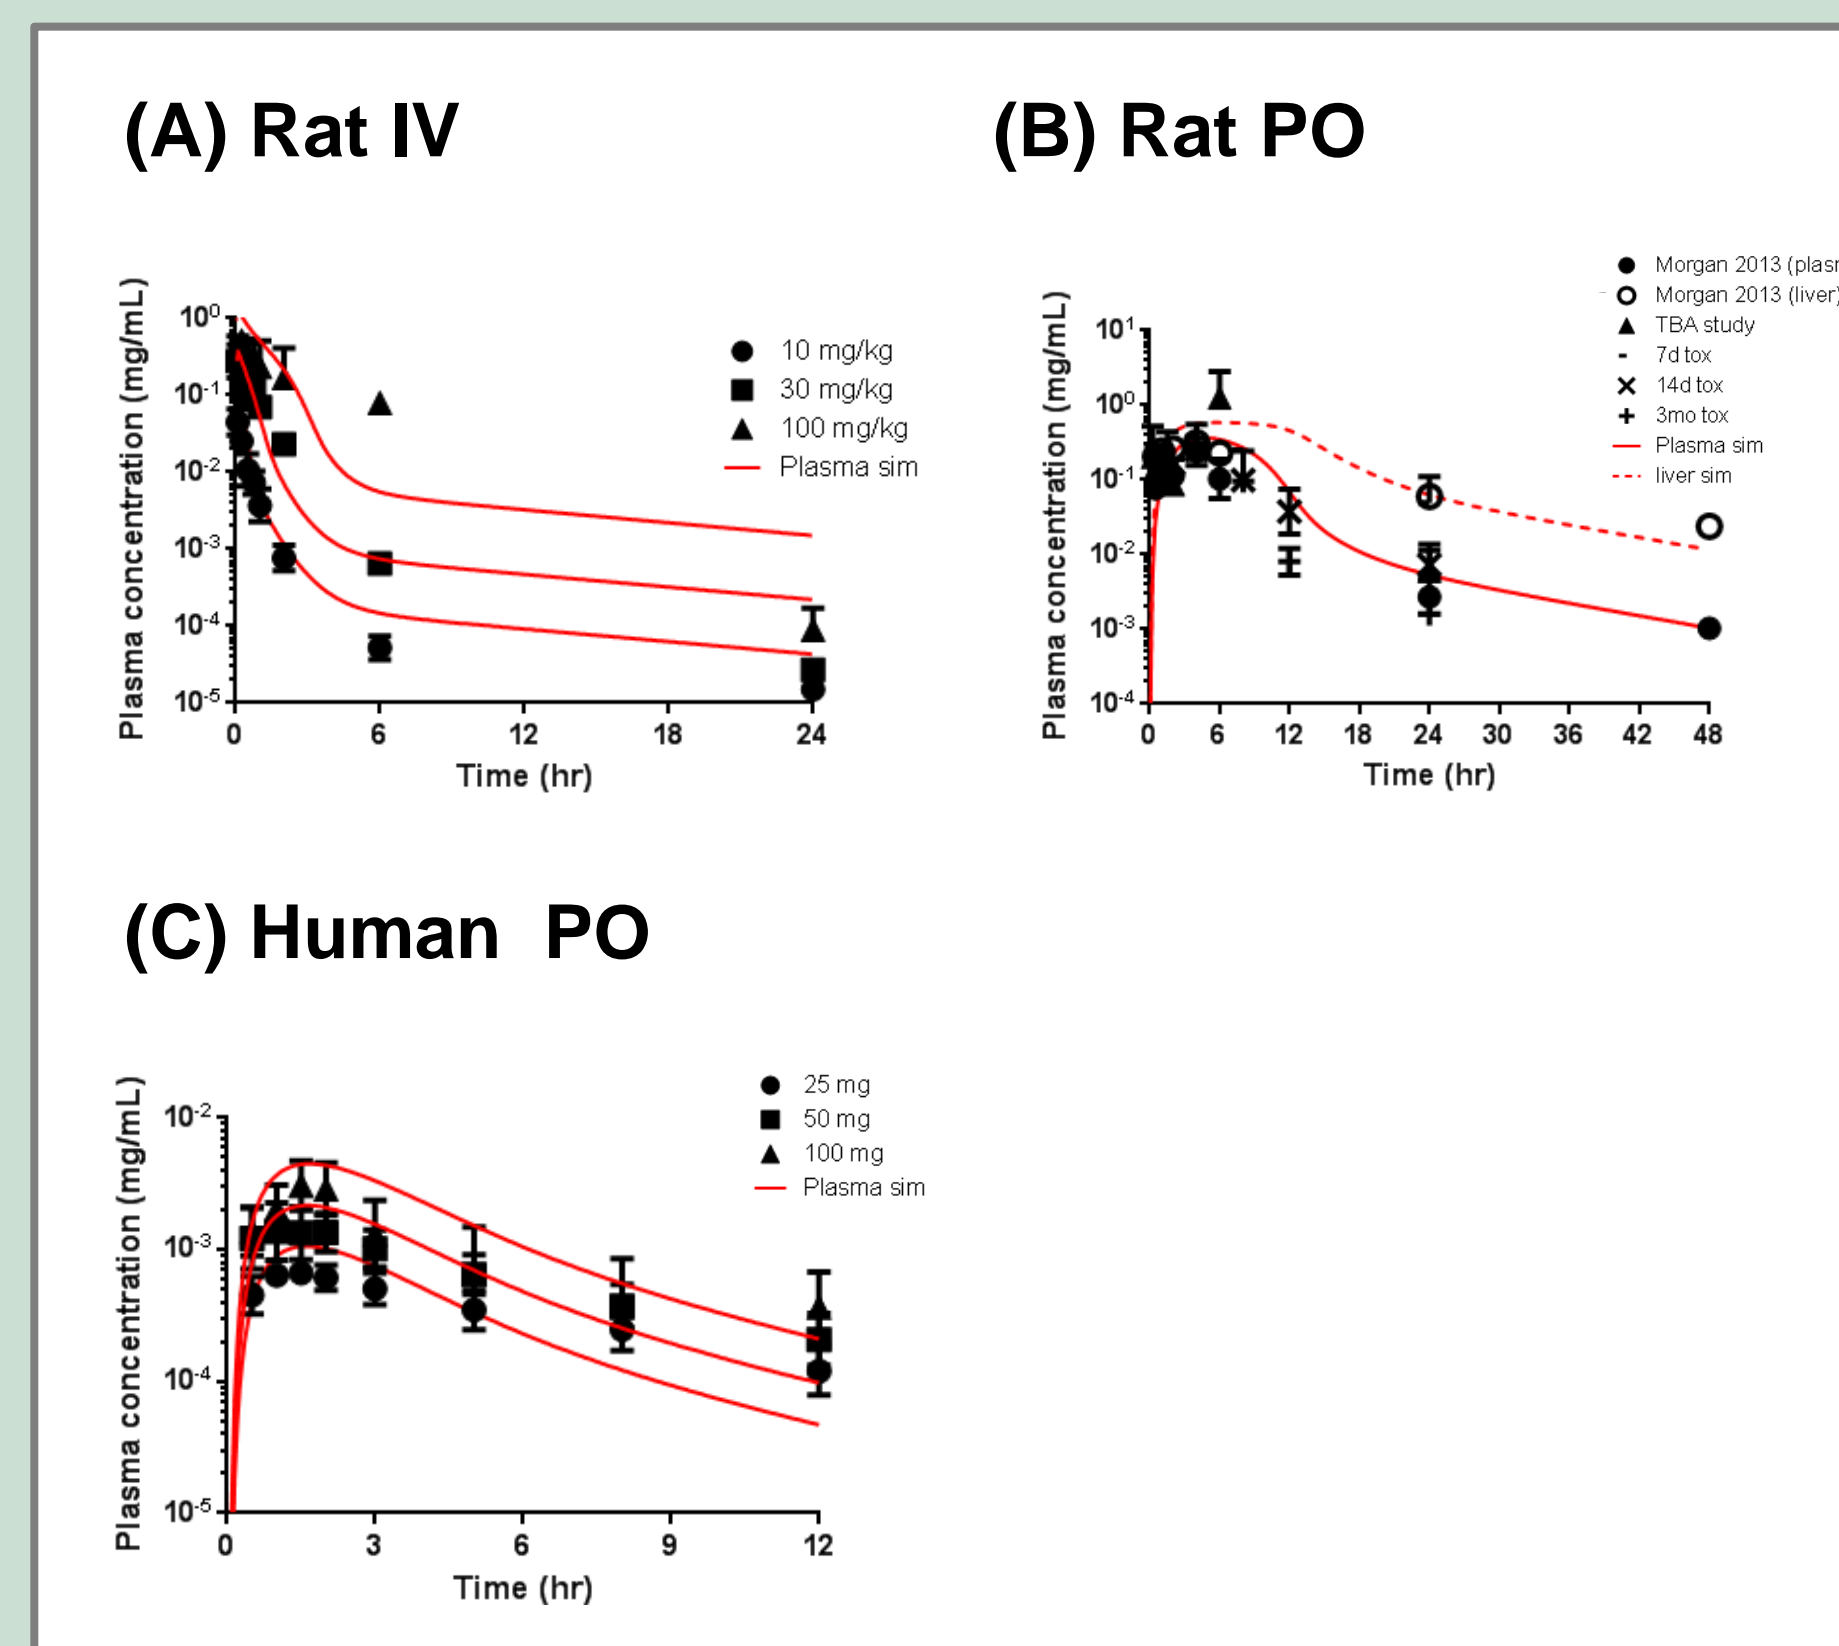 (A) Rat IV
Plasma concentration (mg/mL)
10⁰
10⁻¹
10⁻²
10⁻³
10⁻⁴
10⁻⁵
0 6 12 18 24
Time (hr)
10 mg/kg
30 mg/kg
100 mg/kg
Plasma sim
(B) Rat PO
Plasma concentration (mg/mL)
10¹
10⁰
10⁻¹
10⁻²
10⁻³
10⁻⁴
0 6 12 18 24 30 36 42 48
Time (hr)
Morgan 2013 (plas
Morgan 2013 (liver)
TBA study
7d tox
14d tox
3mo tox
Plasma sim
liver sim
(C) Human PO
Plasma concentration (mg/mL)
10⁻²
10⁻³
10⁻⁴
10⁻⁵
0 3 6 9 12
Time (hr)
25 mg
50 mg
100 mg
Plasma sim